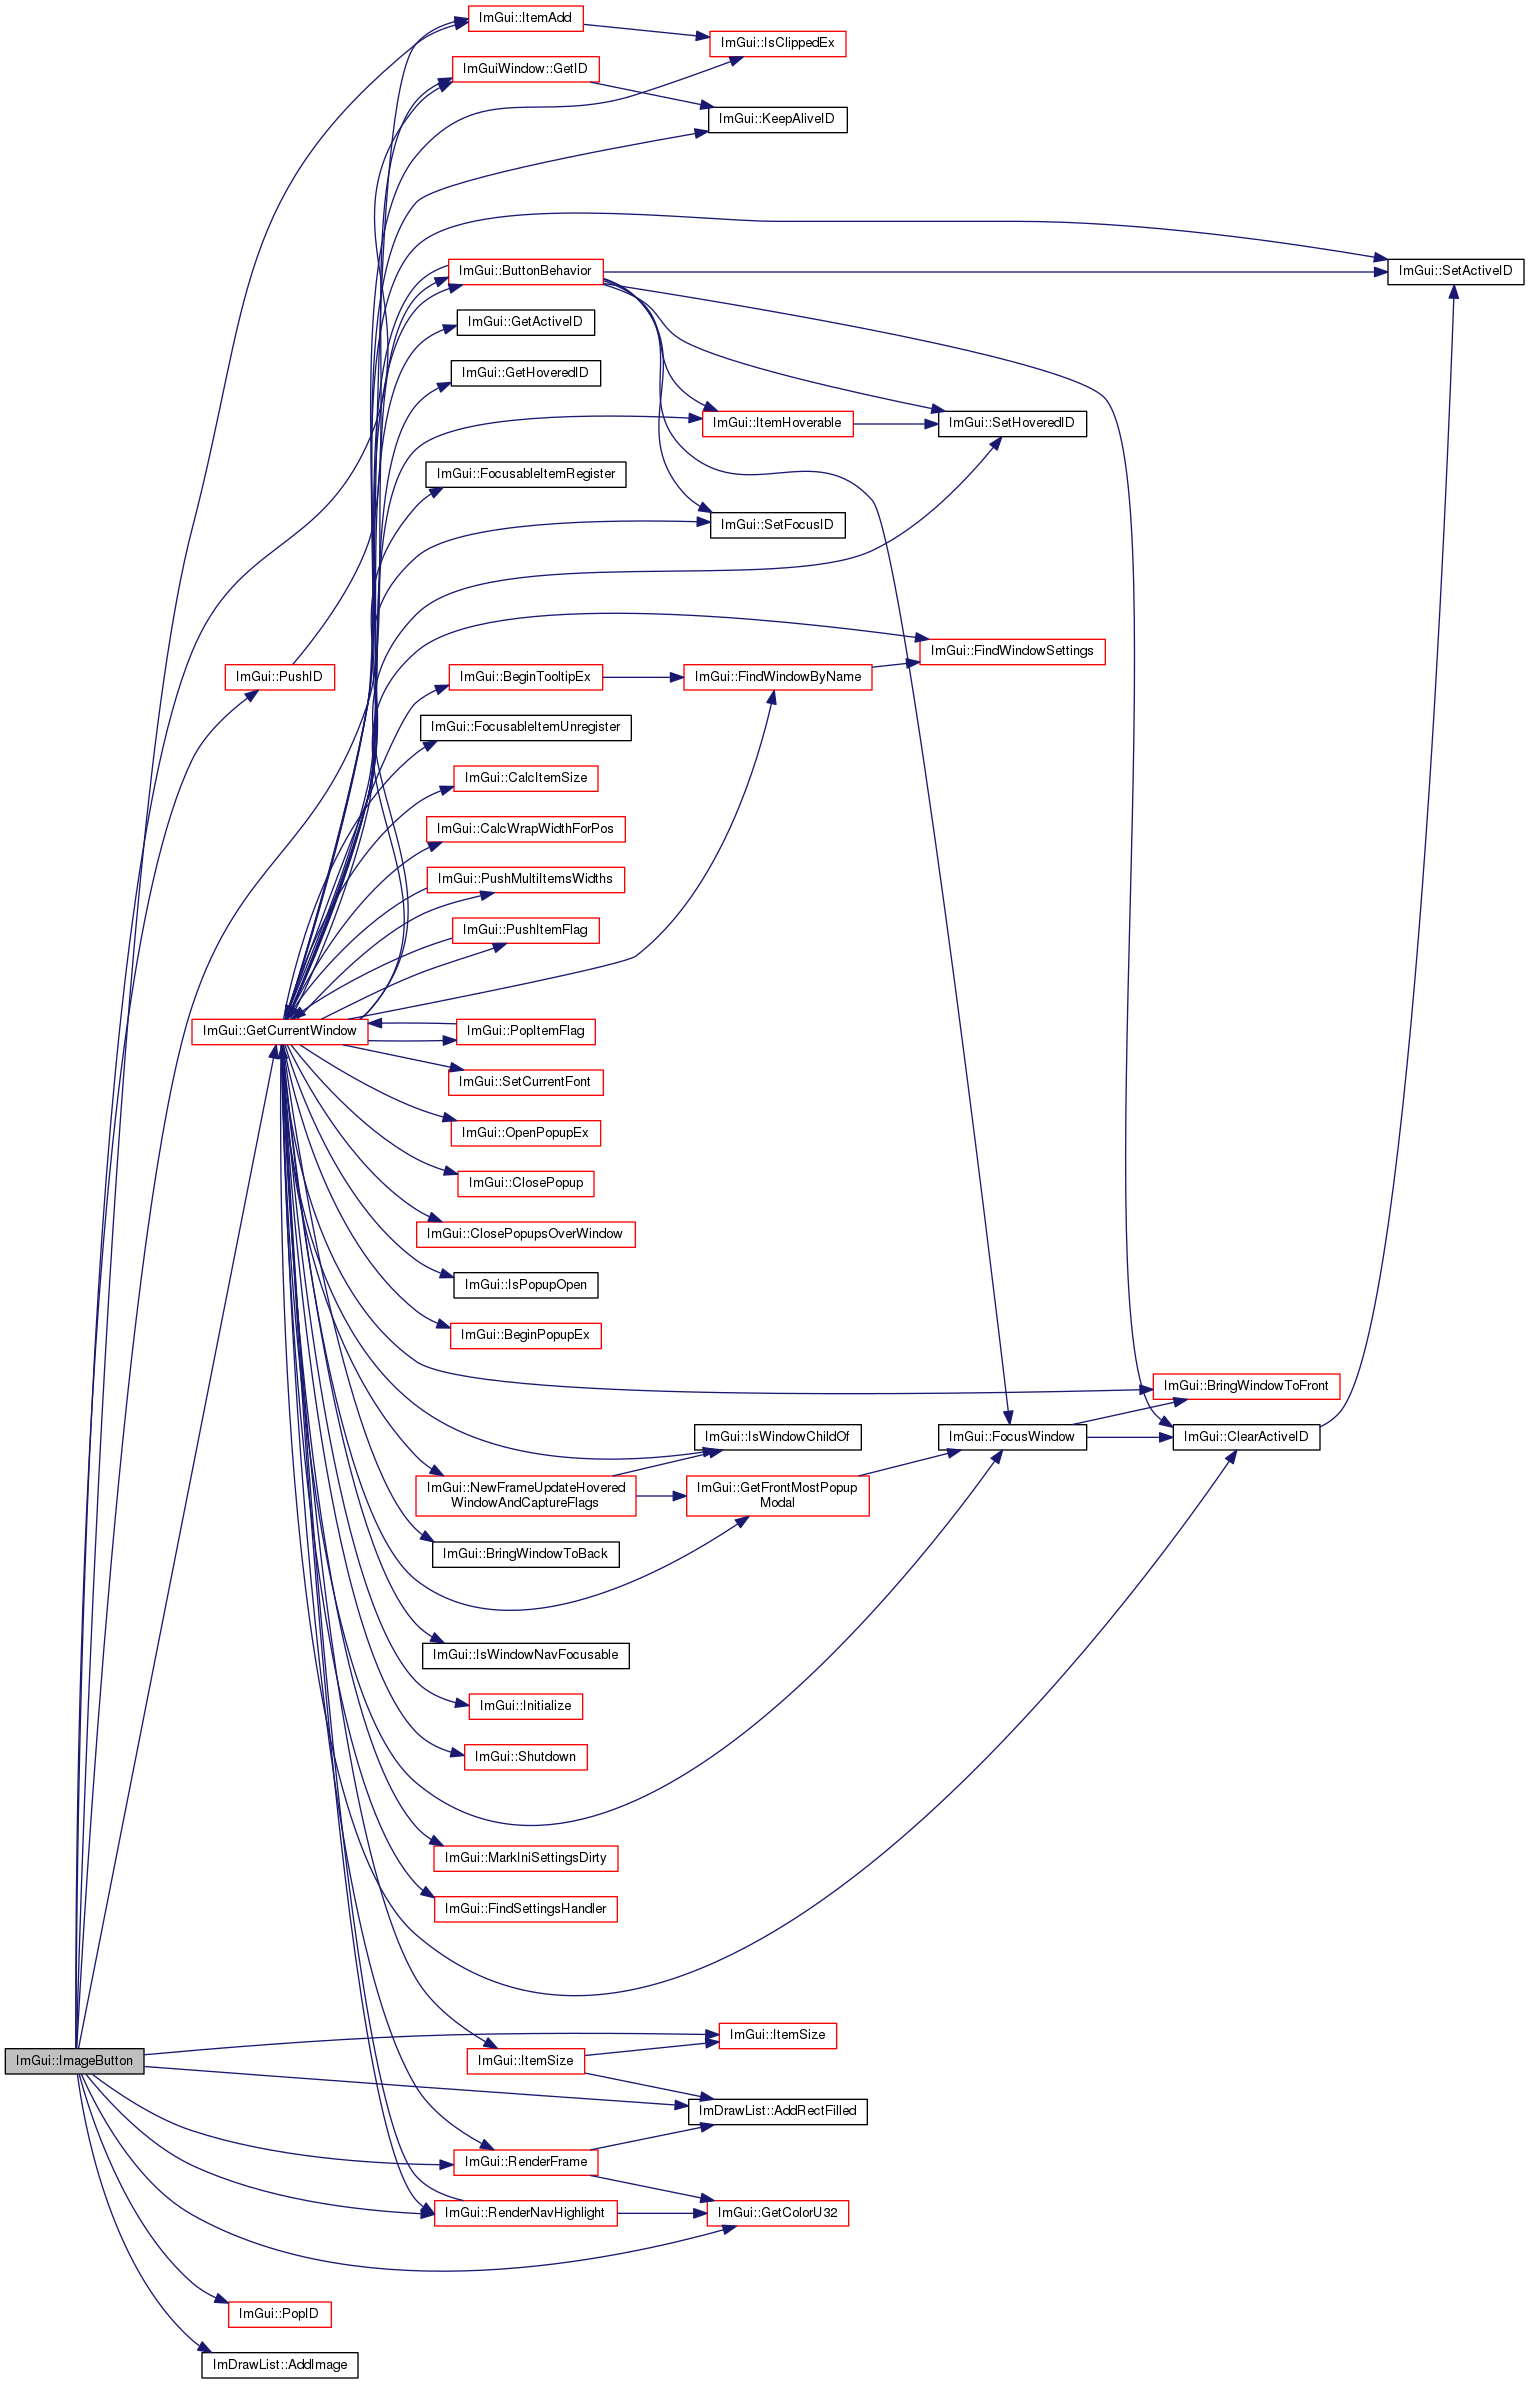 ImGui::ItemAdd
ImGui::IsClippedEx
ImGuiWindow::GetID
ImGui::KeepAliveID
ImGui::ButtonBehavior
ImGui::SetActiveID
ImGui::GetActiveID
ImGui::GetHoveredID
ImGui::ItemHoverable
ImGui::SetHoveredID
ImGui::FocusableItemRegister
ImGui::SetFocusID
ImGui::FindWindowSettings
ImGui::PushID
ImGui::BeginTooltipEx
ImGui::FindWindowByName
ImGui::FocusableItemUnregister
ImGui::CalcItemSize
ImGui::CalcWrapWidthForPos
ImGui::PushMultiItemsWidths
ImGui::PushItemFlag
ImGui::GetCurrentWindow
ImGui::PopItemFlag
ImGui::SetCurrentFont
ImGui::OpenPopupEx
ImGui::ClosePopup
ImGui::ClosePopupsOverWindow
ImGui::IsPopupOpen
ImGui::BeginPopupEx
ImGui::BringWindowToFront
ImGui::IsWindowChildOf
ImGui::FocusWindow
ImGui::ClearActiveID
ImGui::NewFrameUpdateHovered
WindowAndCaptureFlags
ImGui::GetFrontMostPopup
Modal
ImGui::BringWindowToBack
ImGui::IsWindowNavFocusable
ImGui::Initialize
ImGui::Shutdown
ImGui::MarkIniSettingsDirty
ImGui::FindSettingsHandler
ImGui::ItemSize
ImGui::ImageButton
ImGui::ItemSize
ImDrawList::AddRectFilled
ImGui::RenderFrame
ImGui::RenderNavHighlight
ImGui::GetColorU32
ImGui::PopID
ImDrawList::AddImage